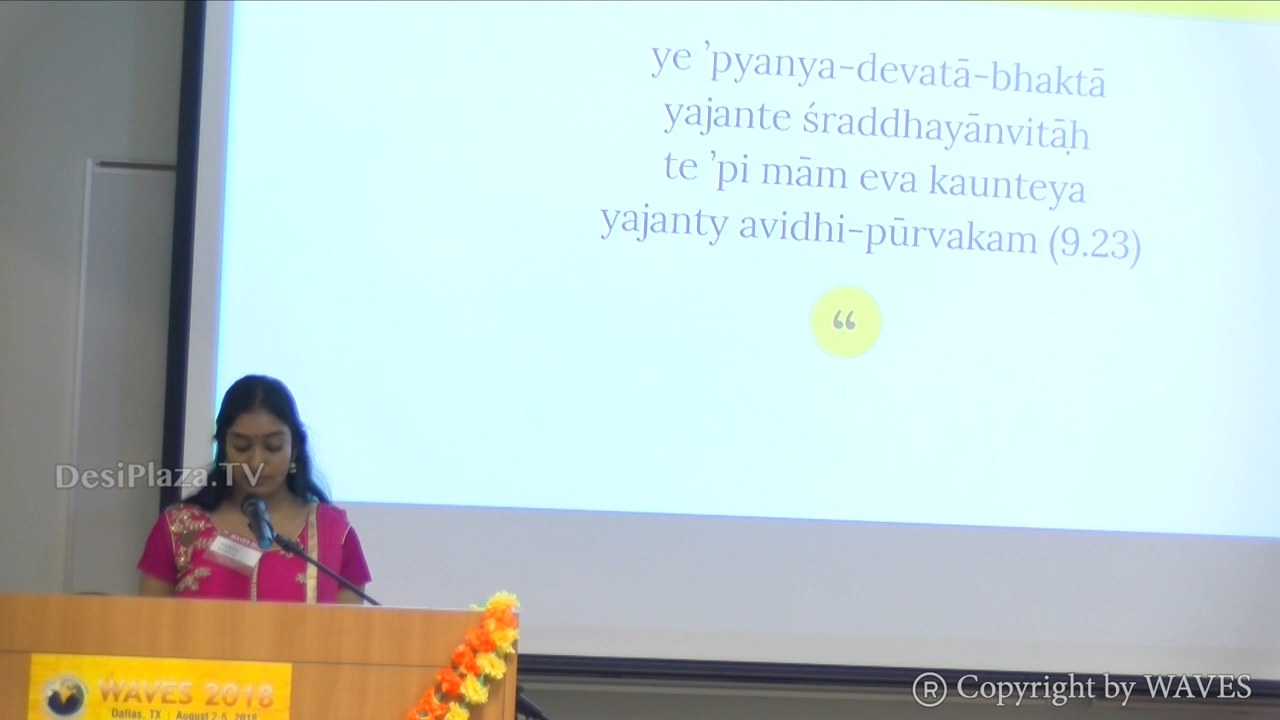 ye ’pyanya-devatā-bhaktā
yajante śraddhayānvitāḥ
te ’pi mām eva kaunteya
yajanty avidhi-pūrvakam (9.23)
“
DesiPlaza.TV
WAVES 2018
Dallas, TX | August 2-5, 2018
® Copyright by WAVES